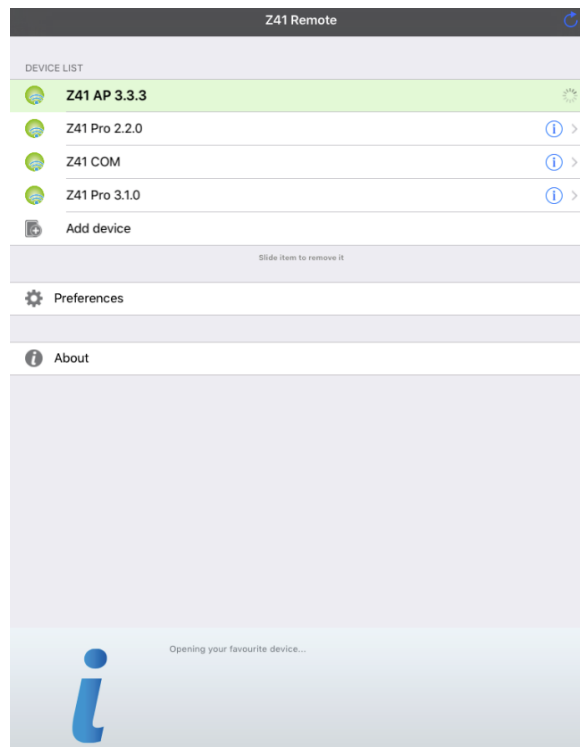 Z41 Remote
DEVICE LIST
Z41 AP 3.3.3
Z41 Pro 2.2.0
Z41 COM
Z41 Pro 3.1.0
Add device
Slide item to remove it
Preferences
About
Opening your favourite device...